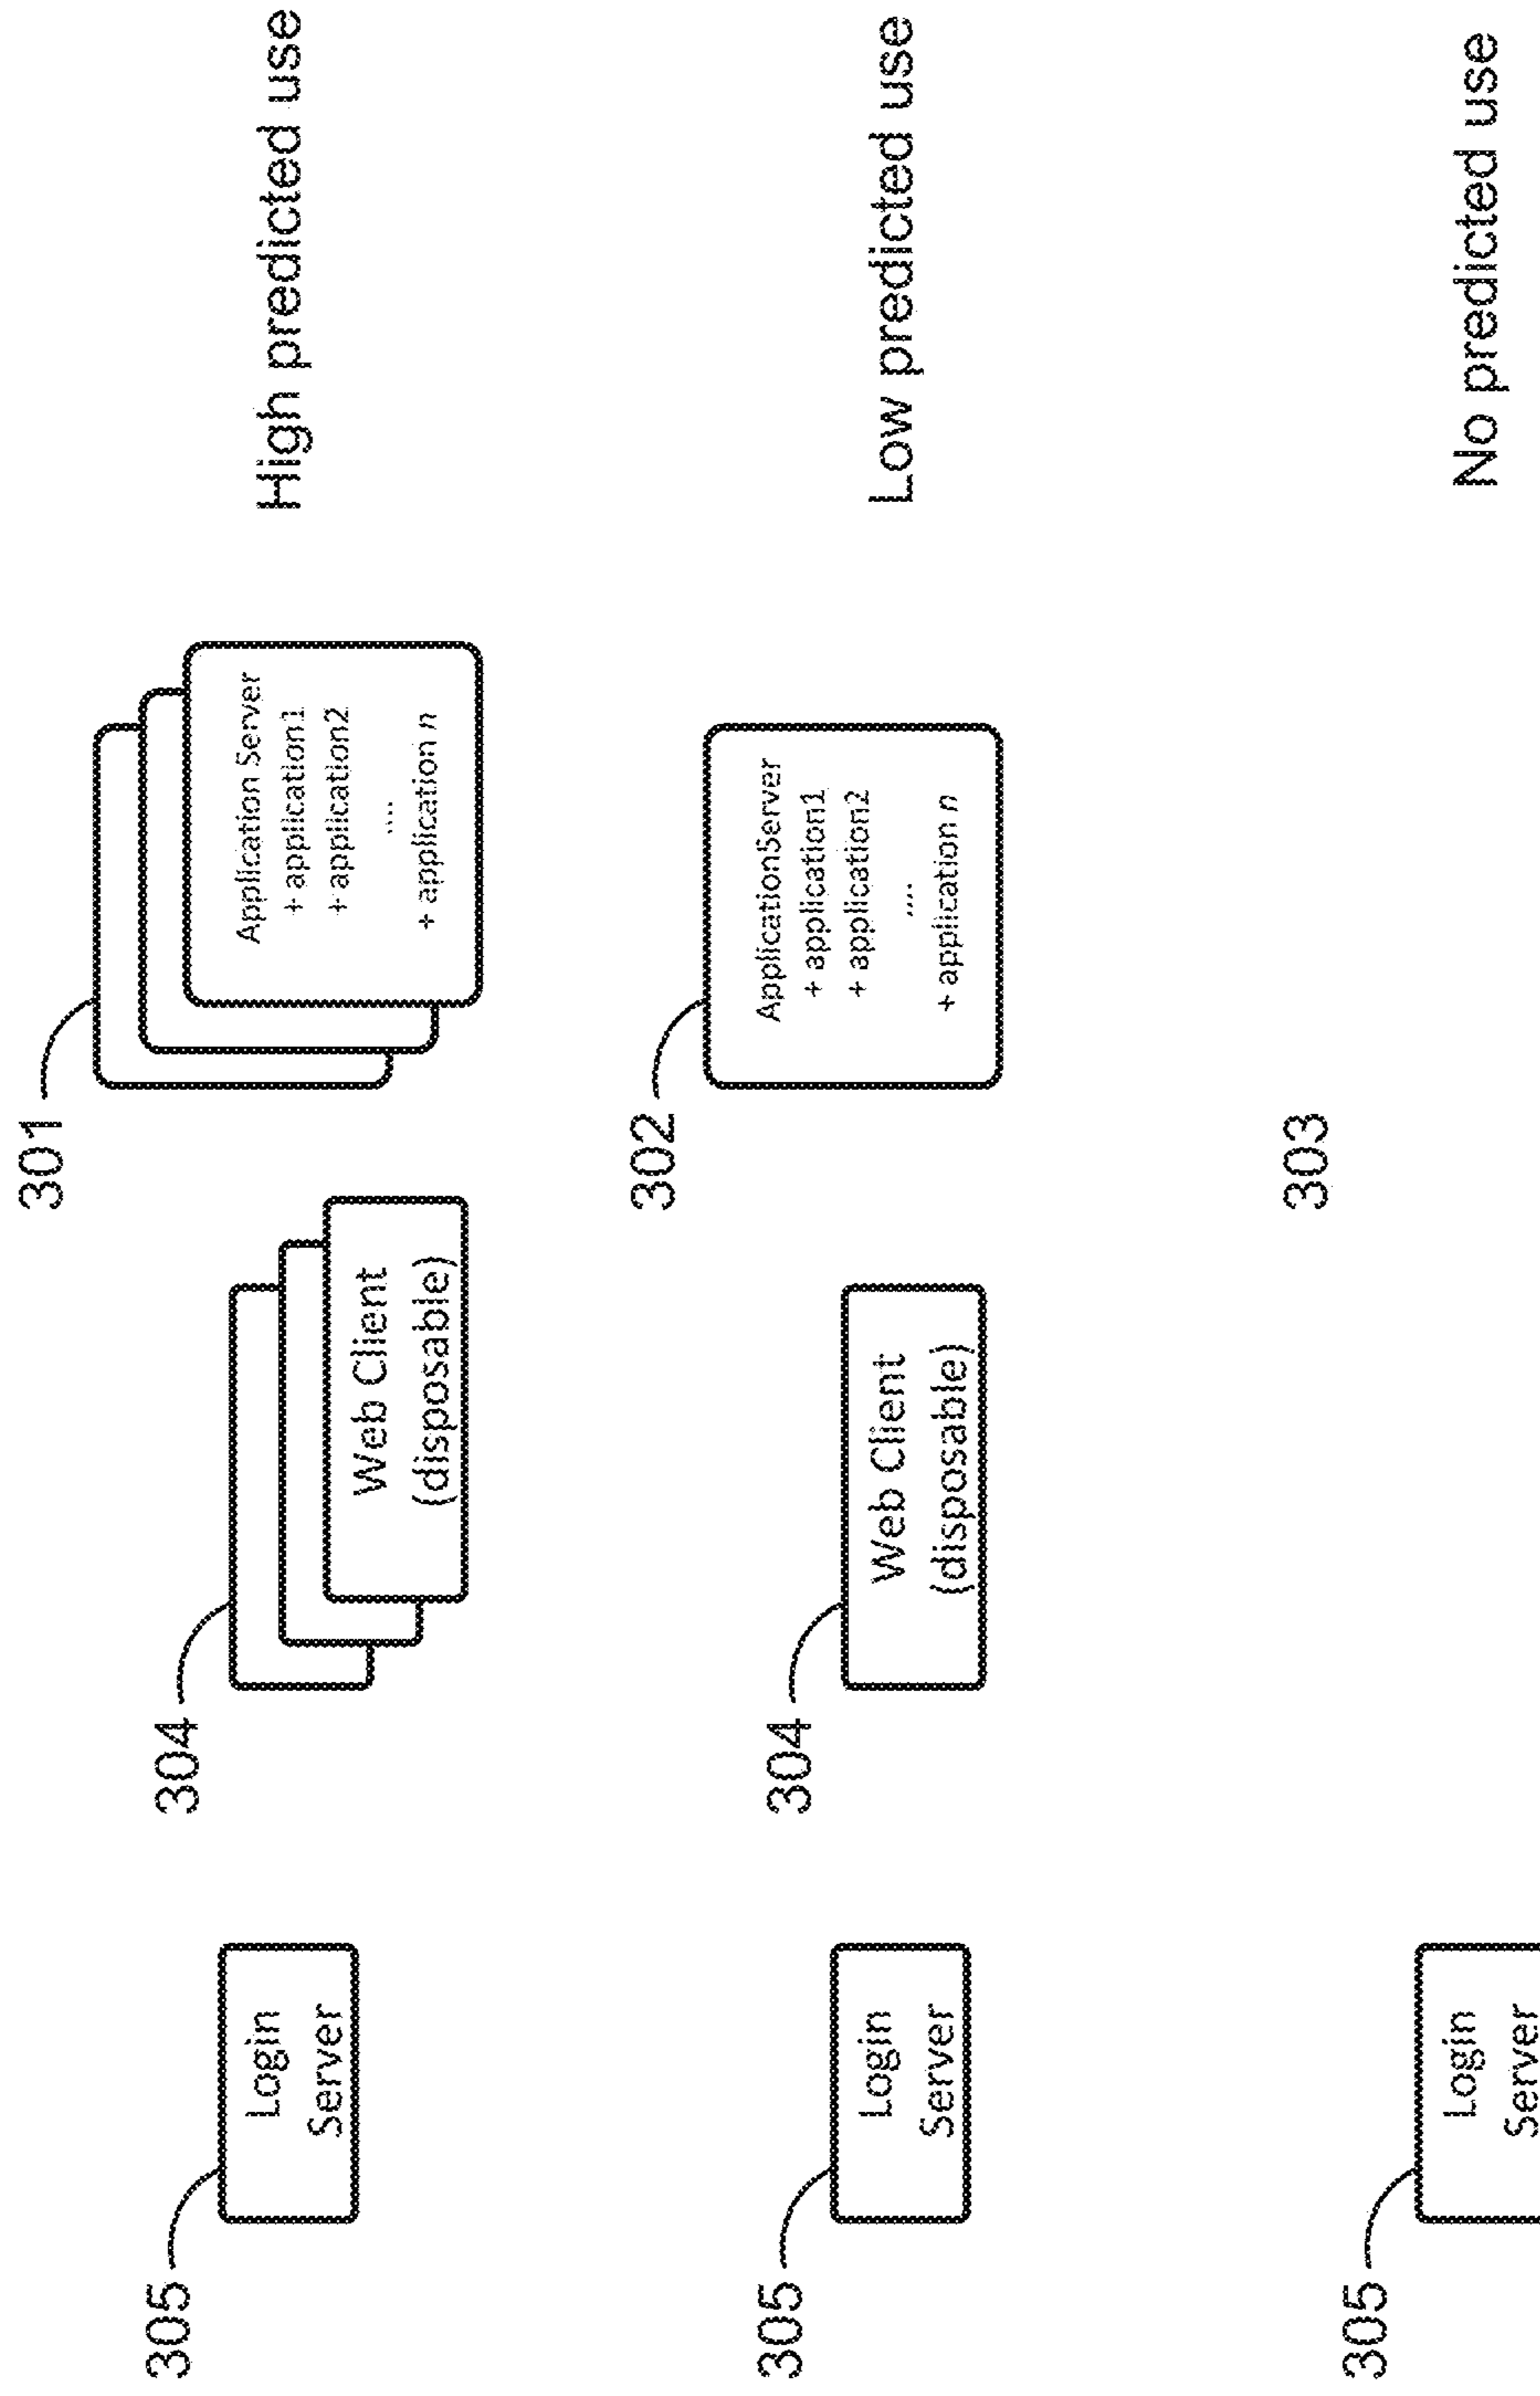 305
Login
Server
304
Web Client
(disposable)
301
Application Server
+ application1
+ application2
....
+ application n
High predicted use
305
Login
Server
304
Web Client
(disposable)
302
ApplicationServer
+ application1
+ application2
....
+ application n
Low predicted use
305
Login
Server
303
No predicted use